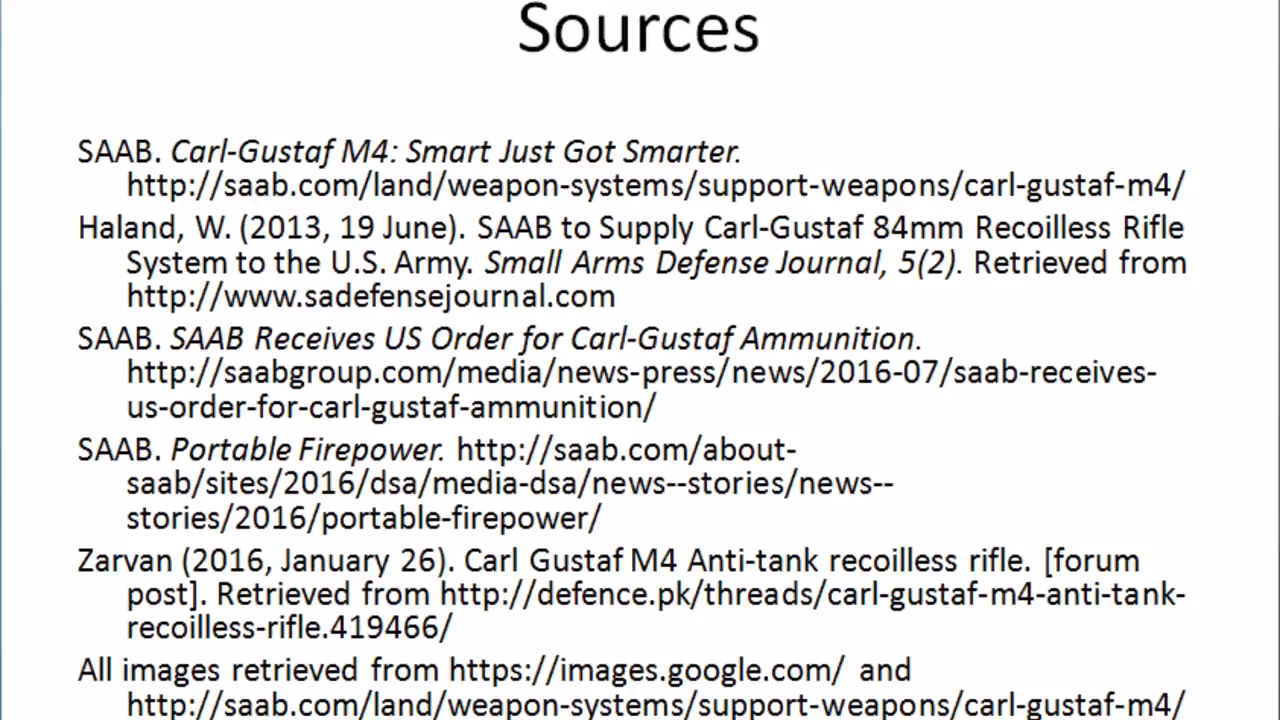 Sources
SAAB. Carl-Gustaf M4: Smart Just Got Smarter.
http://saab.com/land/weapon-systems/support-weapons/carl-gustaf-m4/
Haland, W. (2013, 19 June). SAAB to Supply Carl-Gustaf 84mm Recoilless Rifle
System to the U.S. Army. Small Arms Defense Journal, 5(2). Retrieved from
http://www.sadefensejournal.com
SAAB. SAAB Receives US Order for Carl-Gustaf Ammunition.
http://saabgroup.com/media/news-press/news/2016-07/saab-receives-
us-order-for-carl-gustaf-ammunition/
SAAB. Portable Firepower. http://saab.com/about-
saab/sites/2016/dsa/media-dsa/news--stories/news--
stories/2016/portable-firepower/
Zarvan (2016, January 26). Carl Gustaf M4 Anti-tank recoilless rifle. [forum
post]. Retrieved from http://defence.pk/threads/carl-gustaf-m4-anti-tank-
recoilless-rifle.419466/
All images retrieved from https://images.google.com/ and
http://saab.com/land/weapon-systems/support-weapons/carl-gustaf-m4/